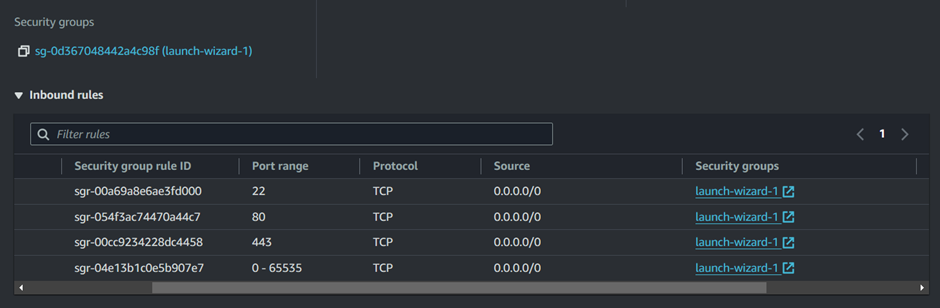 Security groups
sg-0d367048442a4c98f (launch-wizard-1)
Inbound rules
Filter rules
1
Security group rule ID Port range Protocol Source Security groups
sgr-00a69a8e6ae3fd000 22 TCP 0.0.0.0/0 launch-wizard-1
sgr-054f3ac74470a44c7 80 TCP 0.0.0.0/0 launch-wizard-1
sgr-00cc9234228dc4458 443 TCP 0.0.0.0/0 launch-wizard-1
sgr-04e13b1c0e5b907e7 0 - 65535 TCP 0.0.0.0/0 launch-wizard-1